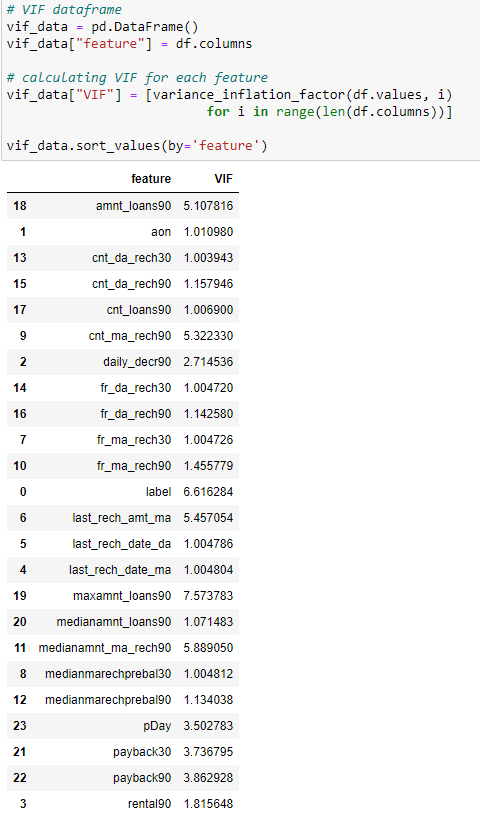 # VIF dataframe
vif_data = pd.DataFrame()
vif_data["feature"] = df.columns
# calculating VIF for each feature
vif_data["VIF"] = [variance_inflation_factor(df.values, i)
for i in range(len(df.columns))]
vif_data.sort_values(by='feature')
feature VIF
18 amnt_loans90 5.107816
1 aon 1.010980
13 cnt_da_rech30 1.003943
15 cnt_da_rech90 1.157946
17 cnt_loans90 1.006900
9 cnt_ma_rech90 5.322330
2 daily_decr90 2.714536
14 fr_da_rech30 1.004720
16 fr_da_rech90 1.142580
7 fr_ma_rech30 1.004726
10 fr_ma_rech90 1.455779
0 label 6.616284
6 last_rech_amt_ma 5.457054
5 last_rech_date_da 1.004786
4 last_rech_date_ma 1.004804
19 maxamnt_loans90 7.573783
20 medianamnt_loans90 1.071483
11 medianamnt_ma_rech90 5.889050
8 medianmarechprebal30 1.004812
12 medianmarechprebal90 1.134038
23 pDay 3.502783
21 payback30 3.736795
22 payback90 3.862928
3 rental90 1.815648